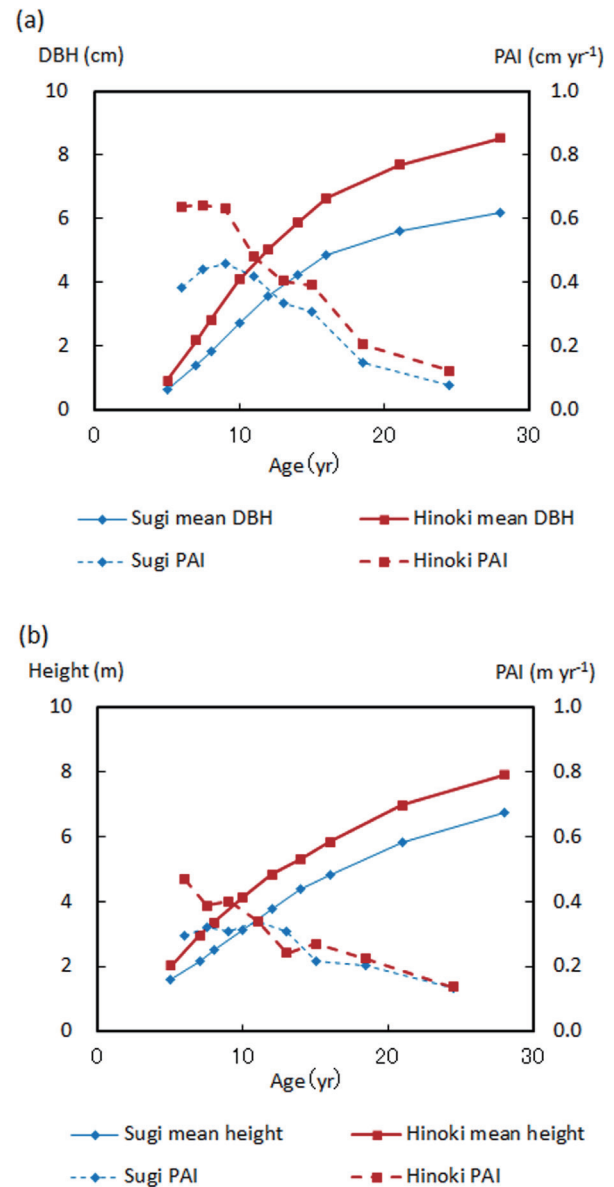 (a)
DBH (cm) PAI (cm yr⁻¹)
10 1.0
8 0.8
6 0.6
4 0.4
2 0.2
0 0.0
0 10 20 30
Age(yr)
Sugi mean DBH Hinoki mean DBH
Sugi PAI Hinoki PAI
(b)
Height (m) PAI (m yr⁻¹)
10 1.0
8 0.8
6 0.6
4 0.4
2 0.2
0 0.0
0 10 20 30
Age(yr)
Sugi mean height Hinoki mean height
Sugi PAI Hinoki PAI